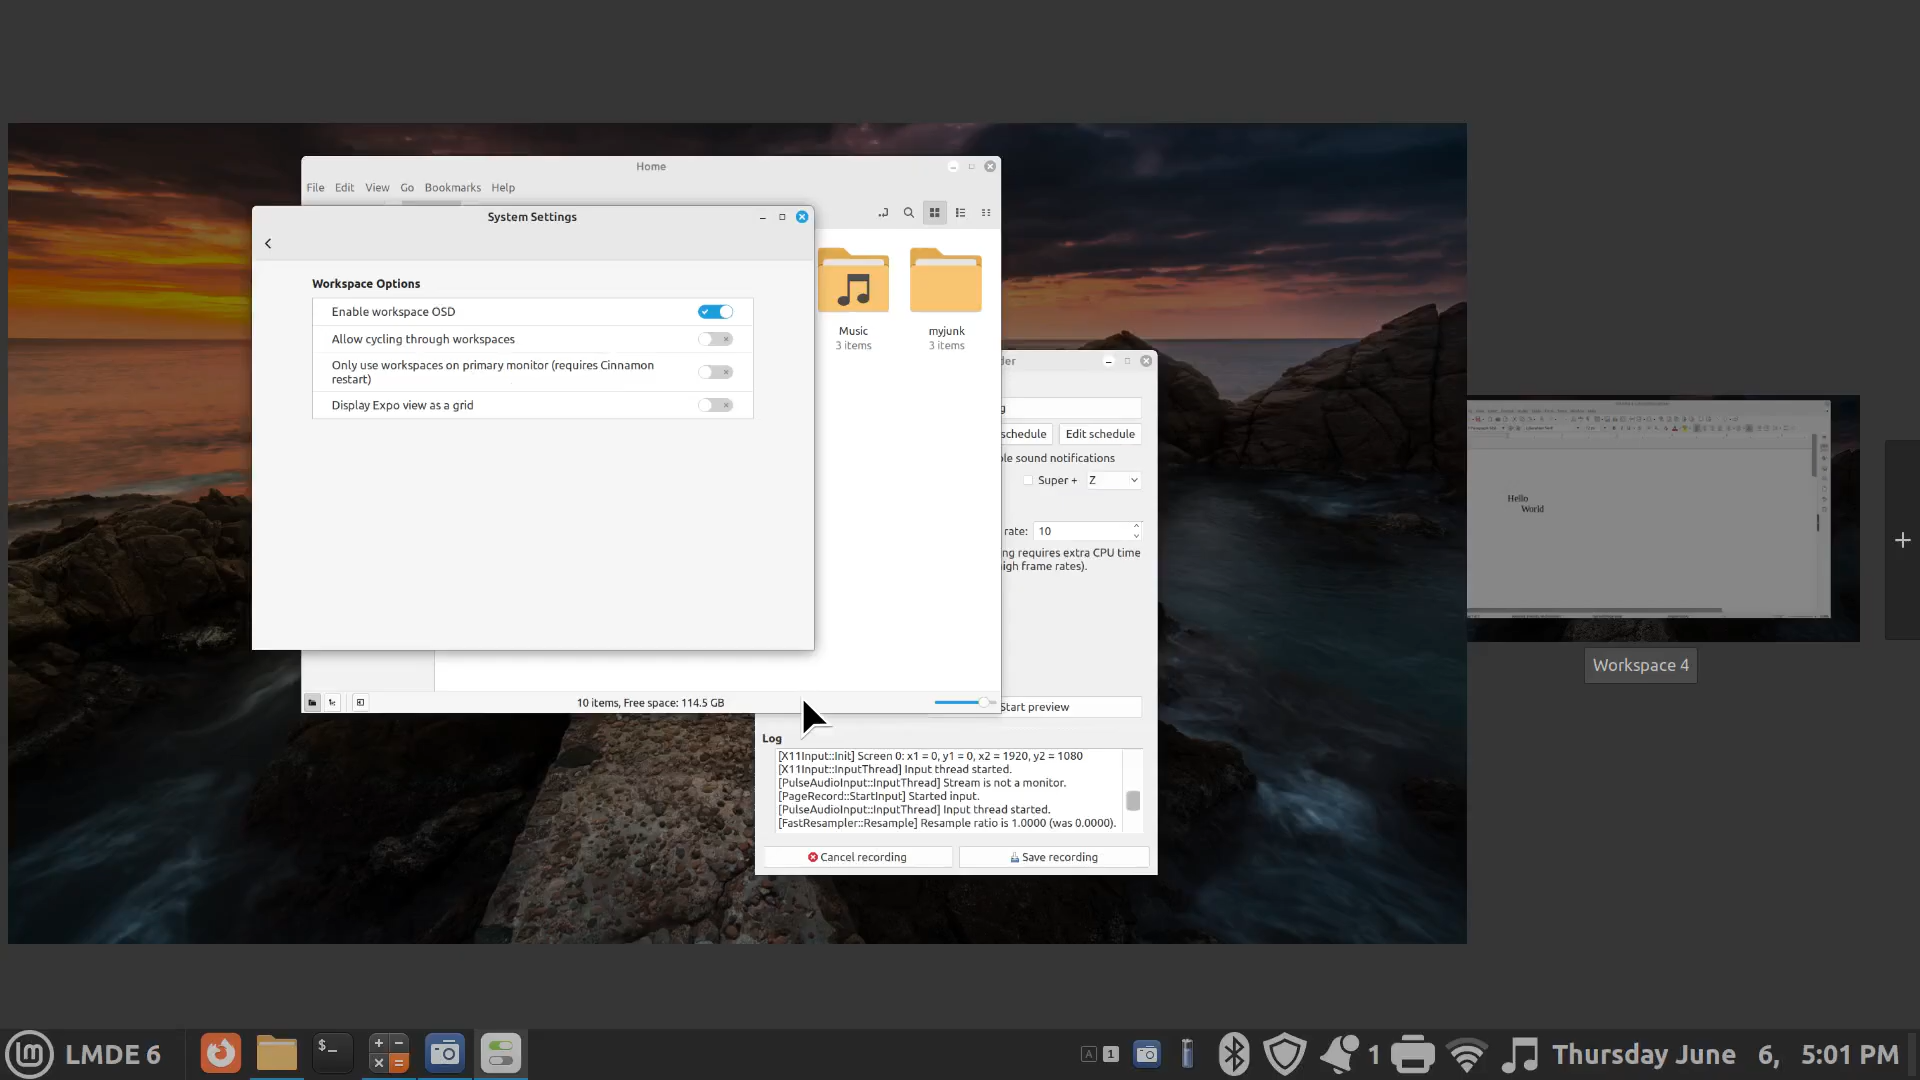 Home
File Edit View Go Bookmarks Help
System Settings
Workspace Options
Enable workspace OSD
Allow cycling through workspaces
Only use workspaces on primary monitor (requires Cinnamon
restart)
Display Expo view as a grid
Music
3 items
myjunk
3 items
10 items, Free space: 114.5 GB
der
g
schedule
Edit schedule
ble sound notifications
Super + Z
rate: 10
ng requires extra CPU time
igh frame rates).
Start preview
Log
[X11Input::Init] Screen 0: x1 = 0, y1 = 0, x2 = 1920, y2 = 1080
[X11Input::InputThread] Input thread started.
[PulseAudioInput::InputThread] Stream is not a monitor.
[PageRecord::StartInput] Started input.
[PulseAudioInput::InputThread] Input thread started.
[FastResampler::Resample] Resample ratio is 1.0000 (was 0.0000).
Cancel recording
Save recording
Hello
World
Workspace 4
LMDE 6
A 1
1
Thursday June 6, 5:01 PM